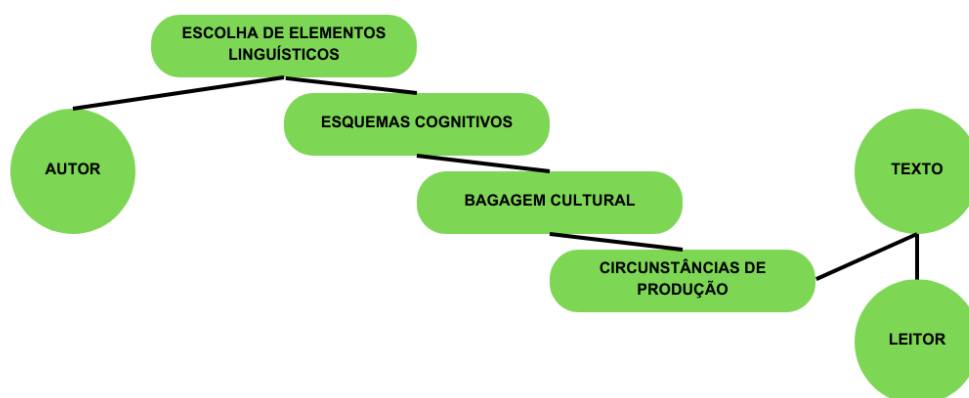 ESCOLHA DE ELEMENTOS
LINGUÍSTICOS
ESQUEMAS COGNITIVOS
AUTOR
TEXTO
BAGAGEM CULTURAL
CIRCUNSTÂNCIAS DE
PRODUÇÃO
LEITOR